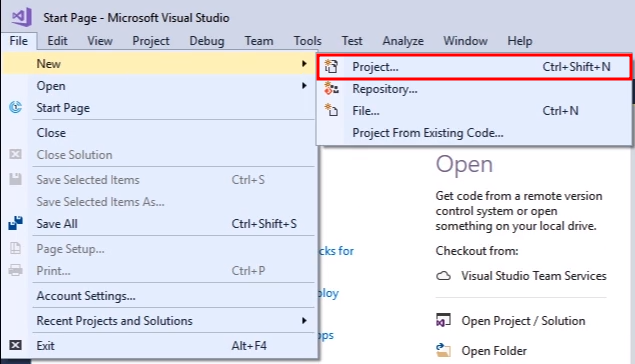 Start Page - Microsoft Visual Studio
File Edit View Project Debug Team Tools Test Analyze Window Help
New
Project... Ctrl+Shift+N
Open
Repository...
Start Page
File... Ctrl+N
Close
Project From Existing Code...
Close Solution
Save Selected Items Ctrl+S
Save Selected Items As...
Save All Ctrl+Shift+S
Page Setup...
Print... Ctrl+P
Account Settings...
Recent Projects and Solutions
Exit Alt+F4
cks for
ploy
ps
Open
Get code from a remote version
control system or open
something on your local drive.
Checkout from:
Visual Studio Team Services
Open Project / Solution
Open Folder